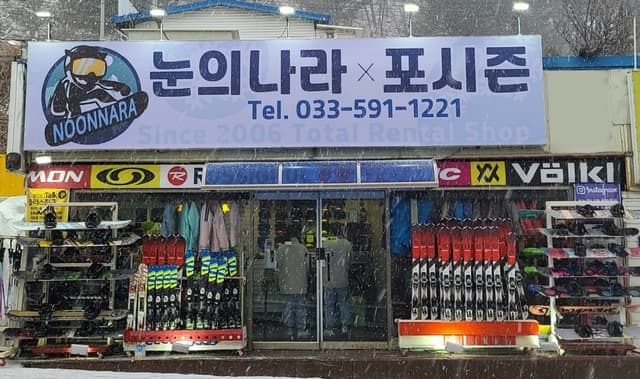 눈의나라 × 포시즌
NOONNARA
Tel. 033-591-1221
Since 2006 Total Rental Shop
MON
R
C
Völkl
Instagram